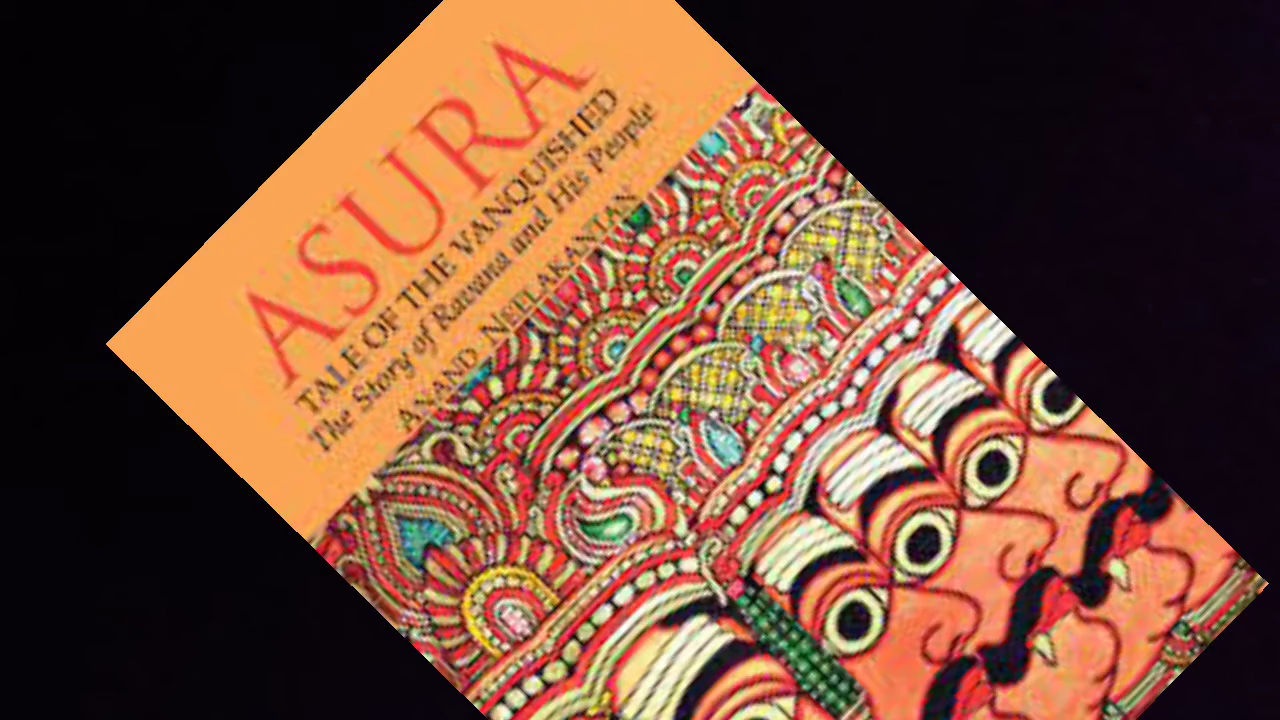 ASURA
TALE OF THE VANQUISHED
The Story of Ravana and His People
ANAND NEELAKANTAN